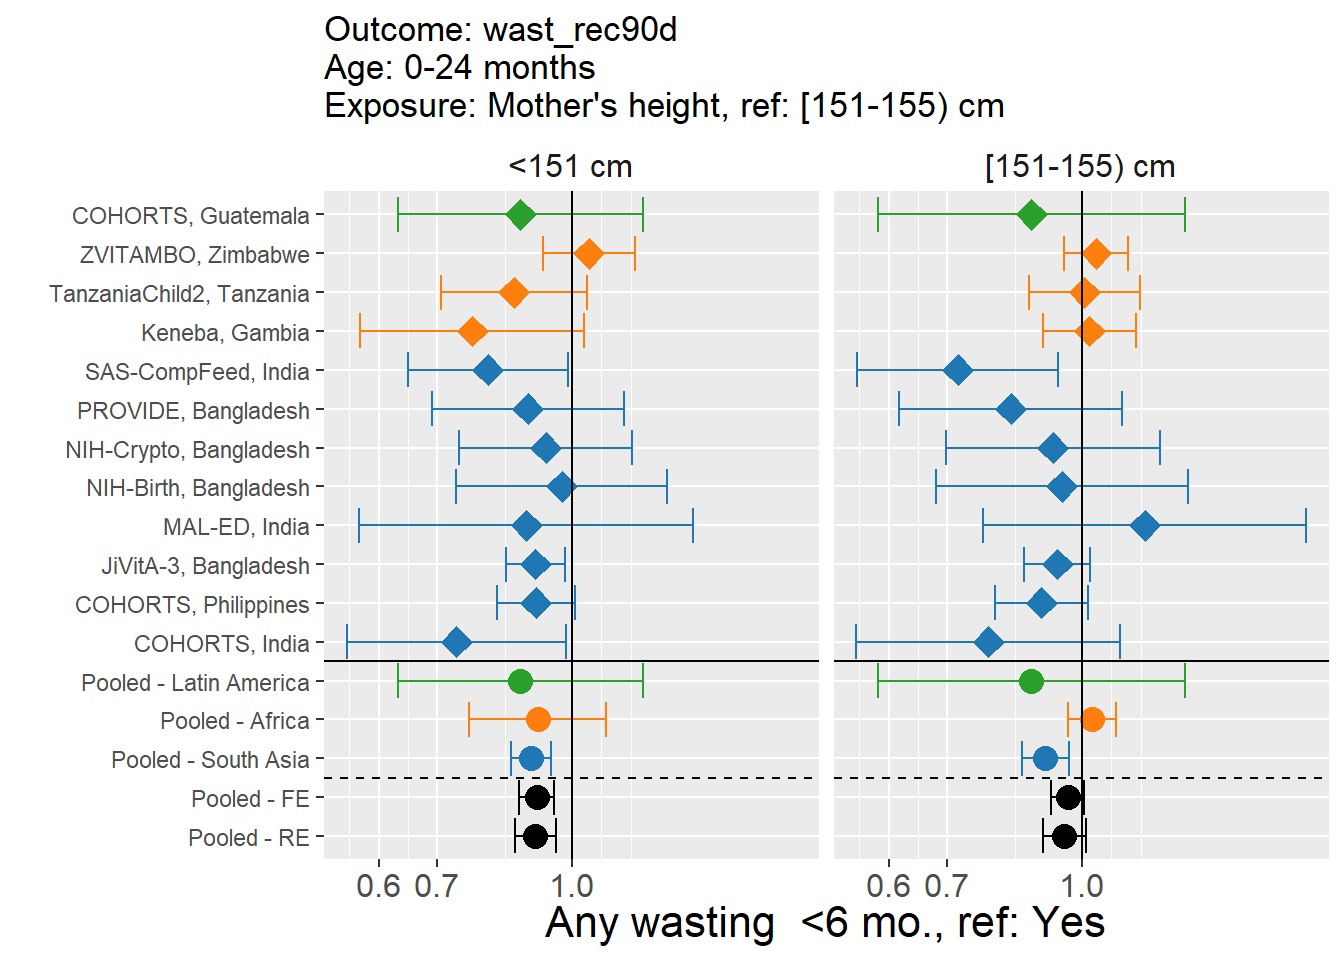 Outcome: wast_rec90d
Age: 0-24 months
Exposure: Mother's height, ref: [151-155) cm
<151 cm
[151-155) cm
COHORTS, Guatemala
ZVITAMBO, Zimbabwe
TanzaniaChild2, Tanzania
Keneba, Gambia
SAS-CompFeed, India
PROVIDE, Bangladesh
NIH-Crypto, Bangladesh
NIH-Birth, Bangladesh
MAL-ED, India
JiVitA-3, Bangladesh
COHORTS, Philippines
COHORTS, India
Pooled - Latin America
Pooled - Africa
Pooled - South Asia
Pooled - FE
Pooled - RE
0.6 0.7 1.0 0.6 0.7 1.0
Any wasting  <6 mo., ref: Yes